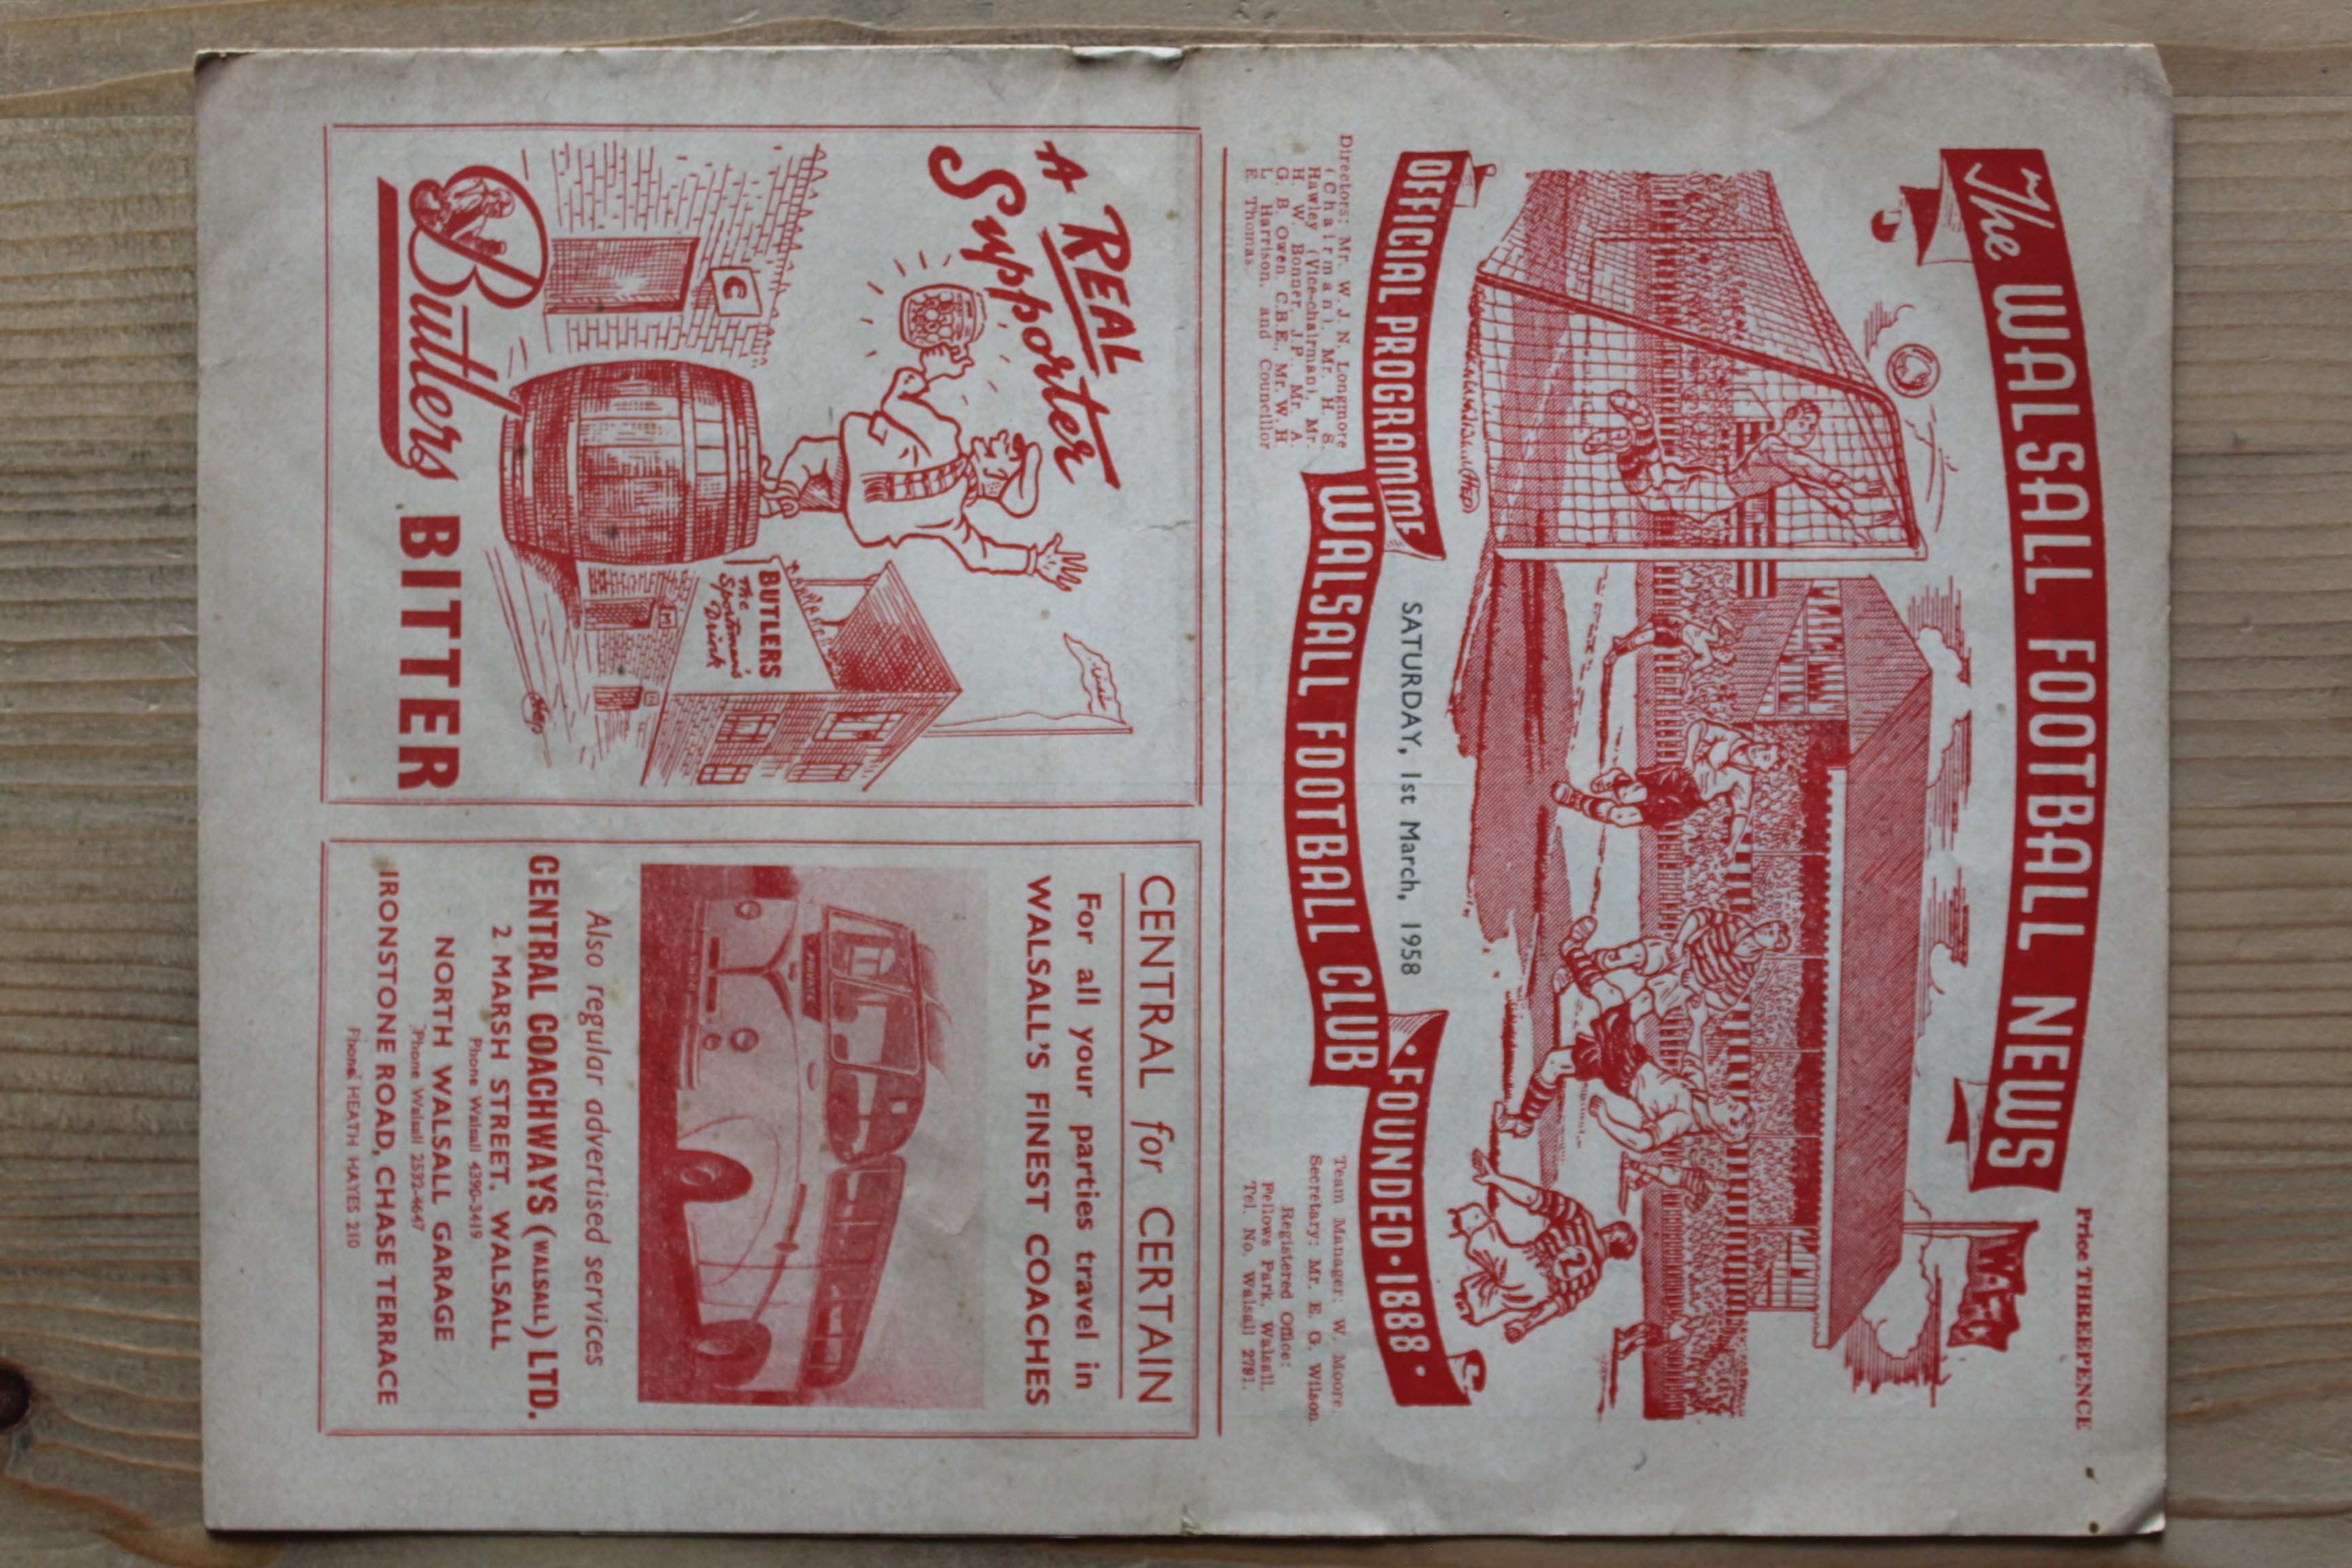 Price THREEPENCE
The WALSALL FOOTBALL NEWS
W.F.C
2
Hep
SATURDAY, 1st March, 1958
OFFICIAL PROGRAMME
WALSALL FOOTBALL CLUB
• FOUNDED • 1888 •
Directors: Mr. W. J. N. Longmore
(Chairman), Mr. H. S.
Hawley (Vice-chairman), Mr.
H. W. Bonner, J.P., Mr. A.
G. B. Owen C.B.E., Mr. W. H.
L. Harrison, and Councillor
E. Thomas.
Team Manager: W. Moore.
Secretary: Mr. E. G. Wilson.
Registered Office:
Fellows Park, Walsall.
Tel. No. Walsall 2791.
A REAL
Supporter
C
BUTLERS
The
Sportsman's
Drink
M
Hep
Butlers BITTER
CENTRAL for CERTAIN
For all your parties travel in
WALSALL'S FINEST COACHES
PRIVATE
Also regular advertised services
CENTRAL COACHWAYS (WALSALL) LTD.
2 MARSH STREET, WALSALL
Phone Walsall 4390-3419
NORTH WALSALL GARAGE
'Phone Walsall 2532-4647
IRONSTONE ROAD, CHASE TERRACE
Phone' HEATH HAYES 210